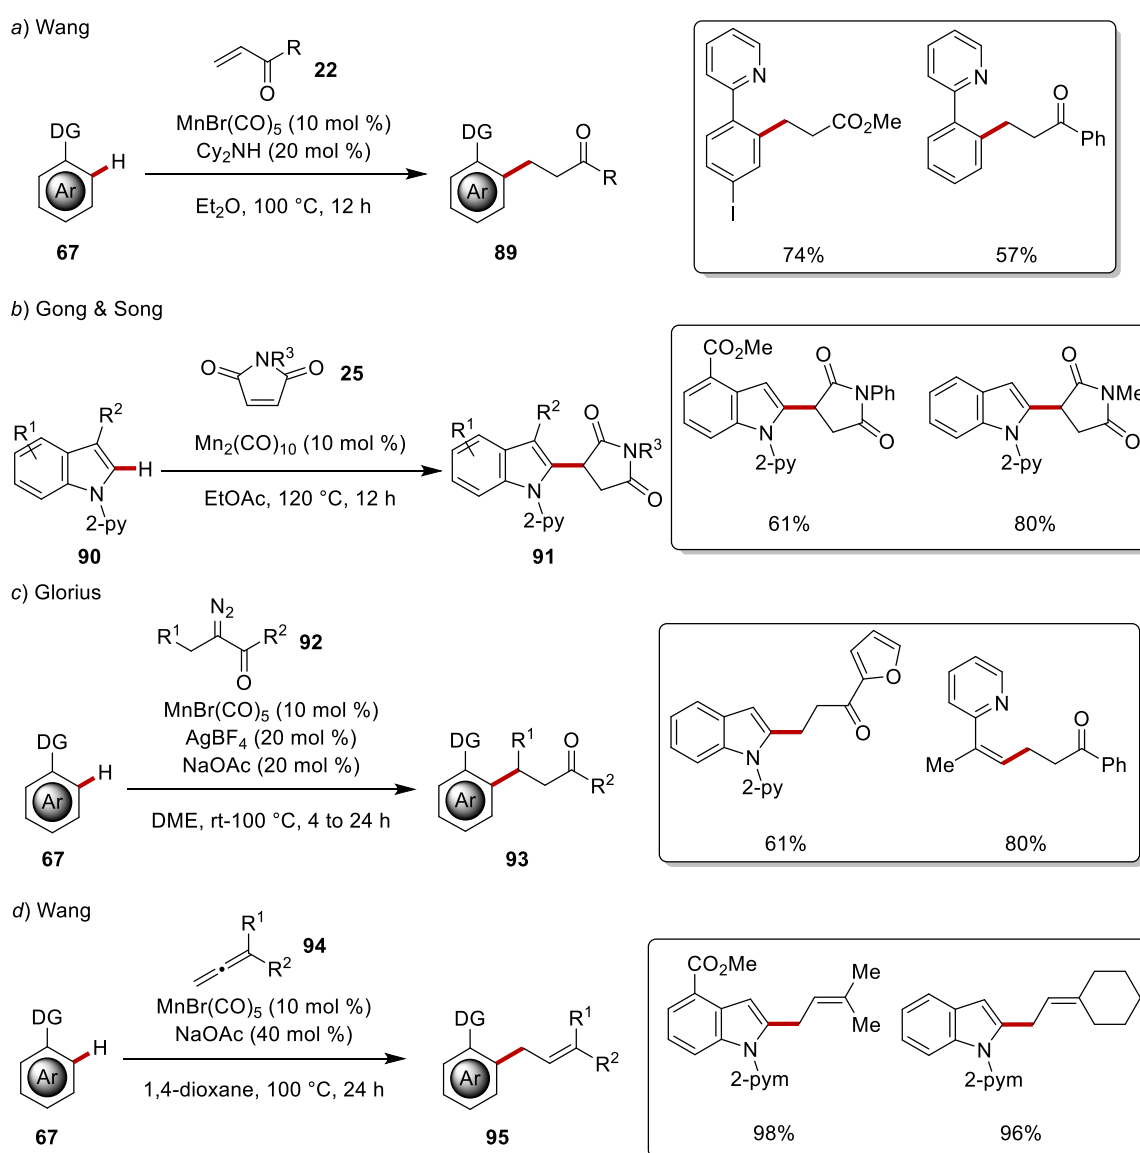 a) Wang
R
22
O
MnBr(CO)5 (10 mol %)
Cy2NH (20 mol %)
Et2O, 100 °C, 12 h
DG
H
Ar
67
DG
O
Ar
R
89
N
CO2Me
I
74%
N
O
Ph
57%
b) Gong & Song
NR3
O
O
25
Mn2(CO)10 (10 mol %)
EtOAc, 120 °C, 12 h
R1
R2
H
N
2-py
90
R1
R2
O
NR3
N
O
2-py
91
CO2Me
O
N-Ph
N
O
2-py
61%
O
N-Me
N
O
2-py
80%
c) Glorius
N2
R1
R2
92
O
MnBr(CO)5 (10 mol %)
AgBF4 (20 mol %)
NaOAc (20 mol %)
DME, rt-100 °C, 4 to 24 h
DG
H
Ar
67
DG
R1
O
Ar
R2
93
O
O
N
2-py
61%
N
O
Me
Ph
80%
d) Wang
R1
94
R2
MnBr(CO)5 (10 mol %)
NaOAc (40 mol %)
1,4-dioxane, 100 °C, 24 h
DG
H
Ar
67
DG
R1
R2
Ar
95
CO2Me
Me
Me
N
2-pym
98%
N
2-pym
96%